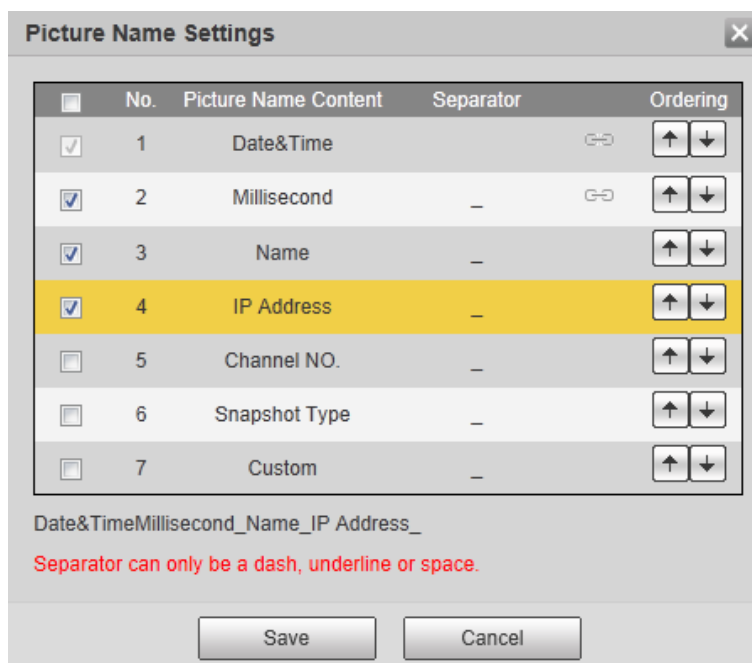 Picture Name Settings
No. Picture Name Content Separator Ordering
1 Date&Time
2 Millisecond _
3 Name _
4 IP Address _
5 Channel NO. _
6 Snapshot Type _
7 Custom _
Date&TimeMillisecond_Name_IP Address_
Separator can only be a dash, underline or space.
Save Cancel